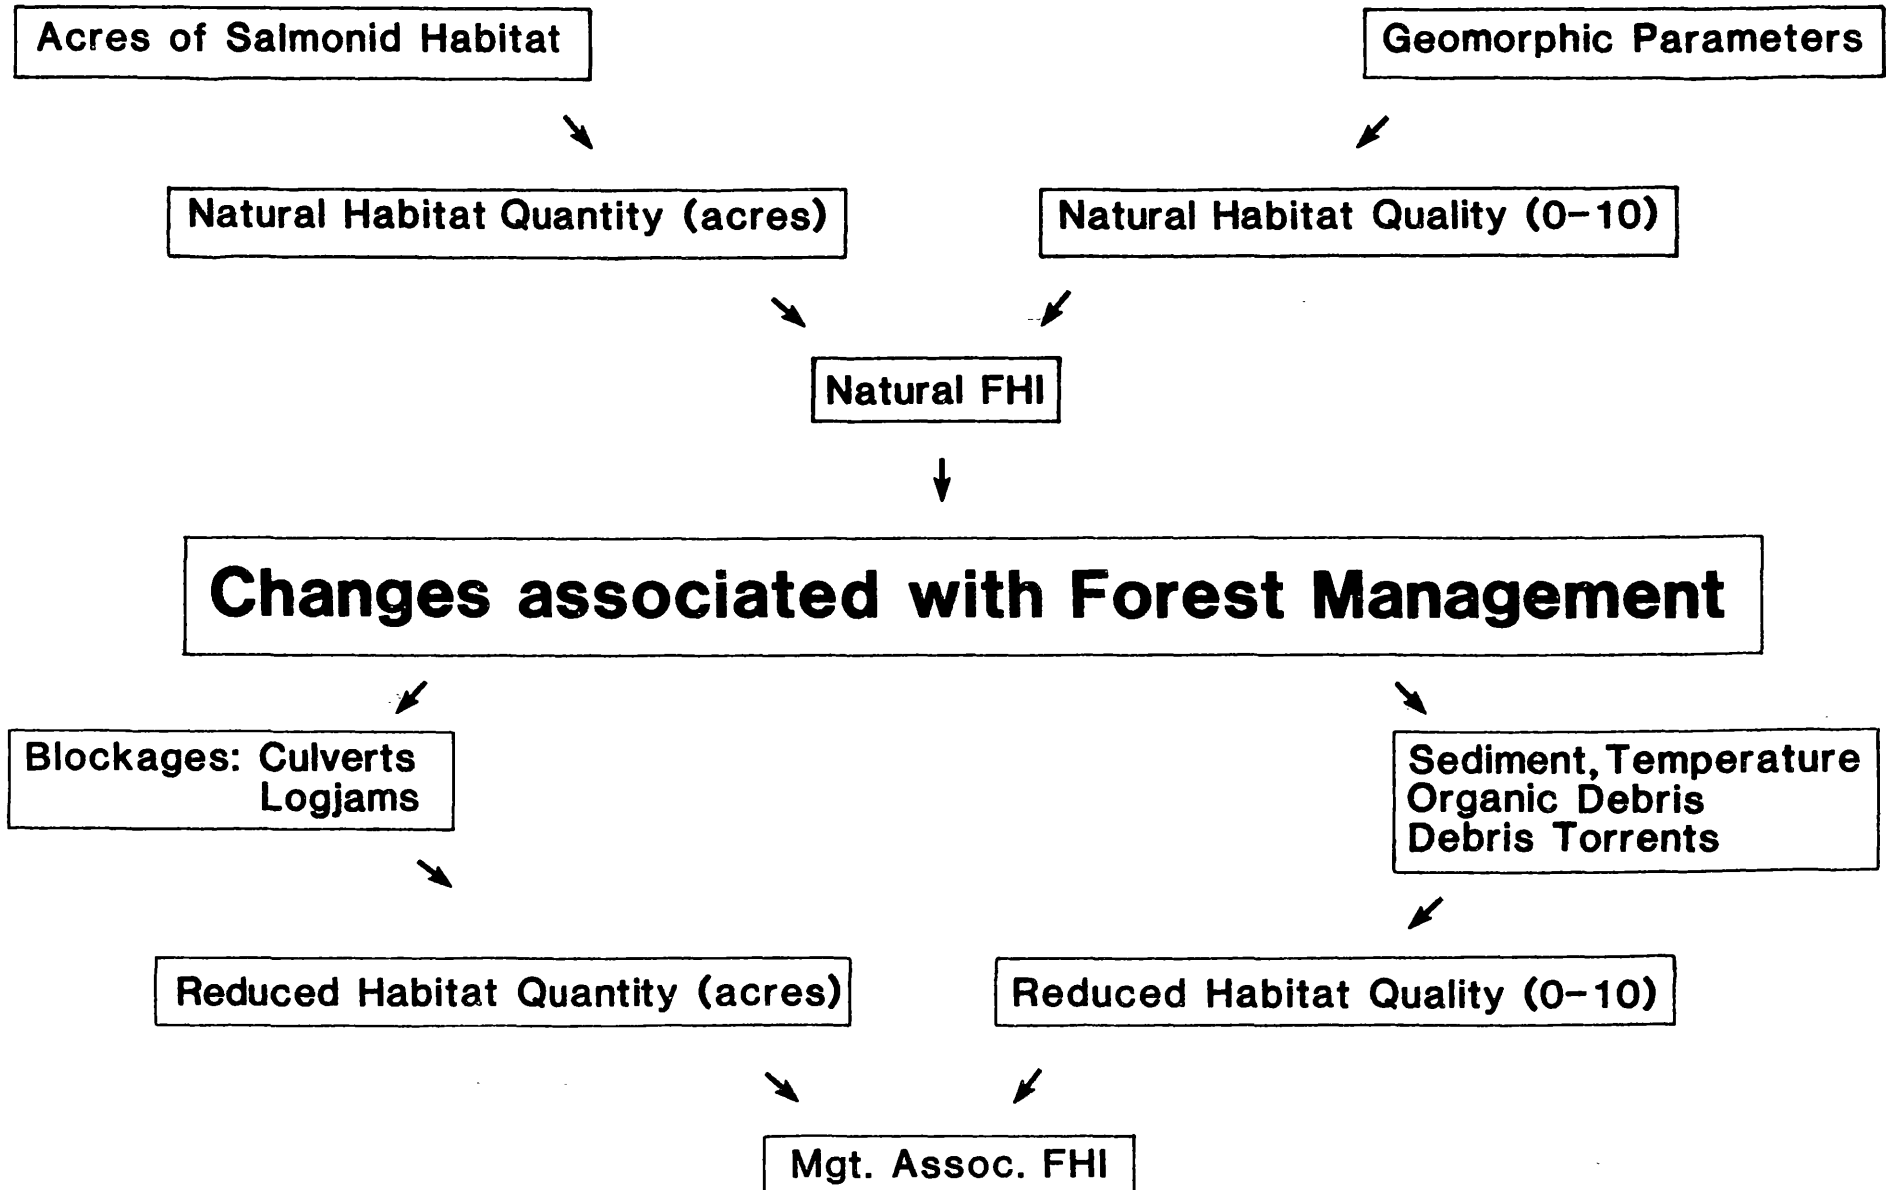 Acres of Salmonid Habitat
Geomorphic Parameters
Natural Habitat Quantity (acres)
Natural Habitat Quality (0-10)
Natural FHI
Changes associated with Forest Management
Blockages: Culverts
Logjams
Sediment, Temperature
Organic Debris
Debris Torrents
Reduced Habitat Quantity (acres)
Reduced Habitat Quality (0-10)
Mgt. Assoc. FHI